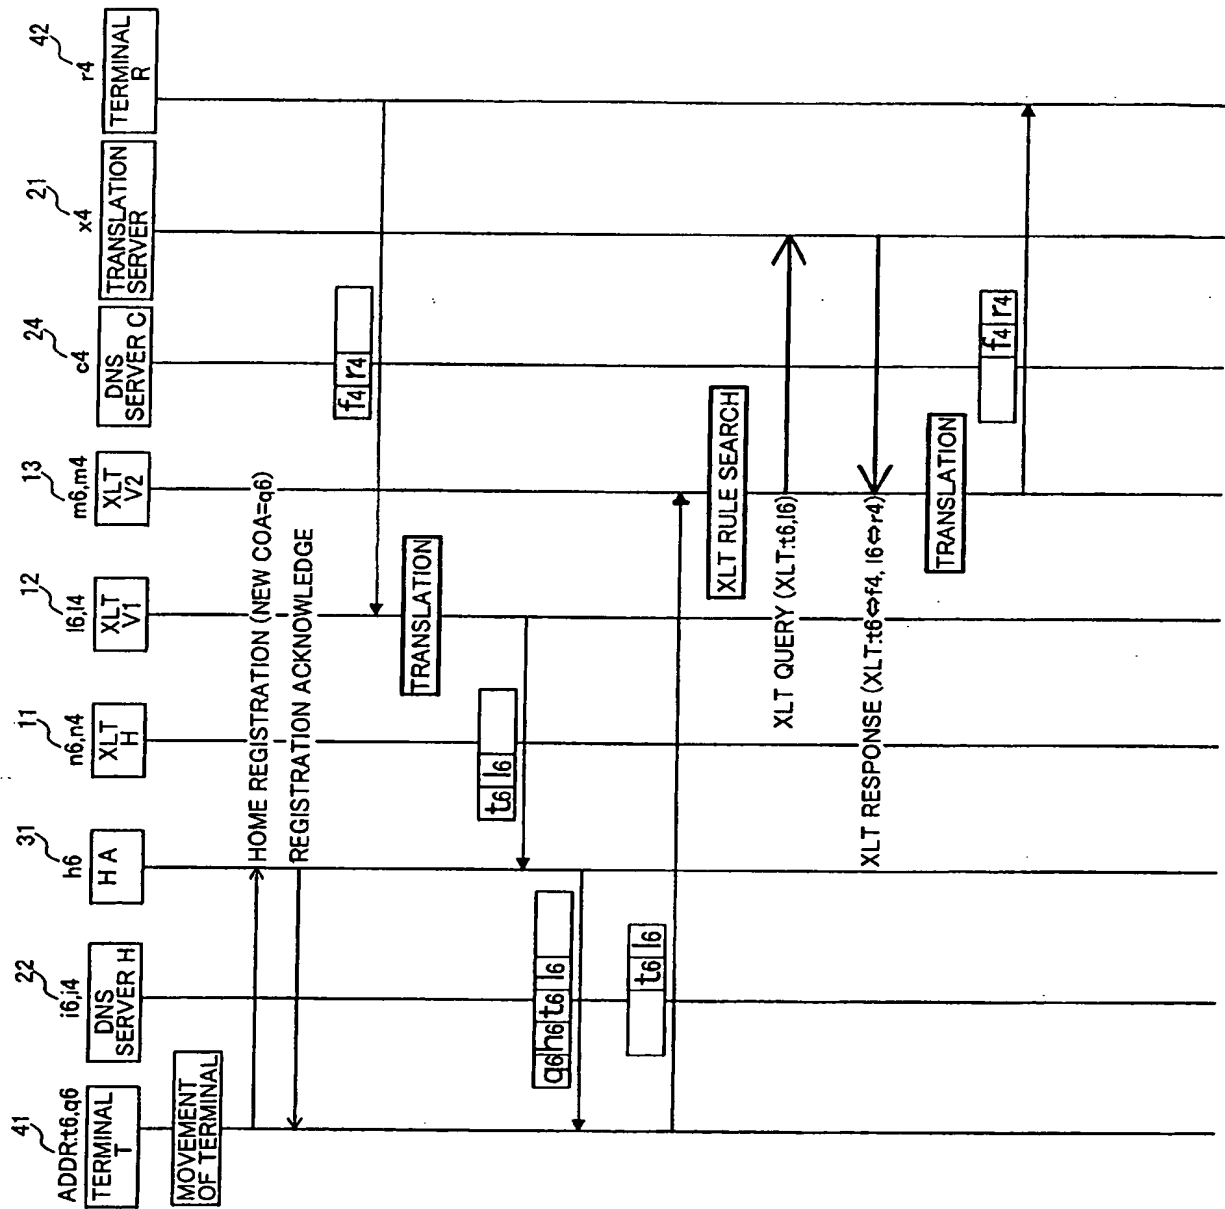 41
ADDR:t6,q6
TERMINAL
T
22
i6,i4
DNS
SERVER H
31
h6
H A
11
n6,n4
XLT
H
12
l6,l4
XLT
V1
13
m6,m4
XLT
V2
24
c4
DNS
SERVER C
21
x4
TRANSLATION
SERVER
42
r4
TERMINAL
R
MOVEMENT
OF TERMINAL
HOME REGISTRATION (NEW COA=q6)
REGISTRATION ACKNOWLEDGE
f4 r4
TRANSLATION
t6 l6
q6 h6 t6 l6
t6 l6
XLT RULE SEARCH
XLT QUERY (XLT:t6,l6)
XLT RESPONSE (XLT:t6⇔f4, l6⇔r4)
TRANSLATION
f4 r4